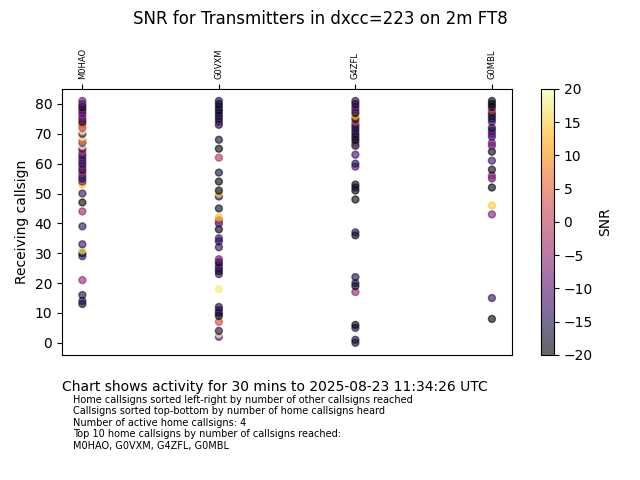 SNR for Transmitters in dxcc=223 on 2m FT8
M0HAO
G0VXM
G4ZFL
G0MBL
80
70
60
50
40
30
20
10
0
Receiving callsign
20
15
10
5
0
−5
−10
−15
−20
SNR
Chart shows activity for 30 mins to 2025-08-23 11:34:26 UTC
Home callsigns sorted left-right by number of other callsigns reached
Callsigns sorted top-bottom by number of home callsigns heard
Number of active home callsigns: 4
Top 10 home callsigns by number of callsigns reached:
M0HAO, G0VXM, G4ZFL, G0MBL